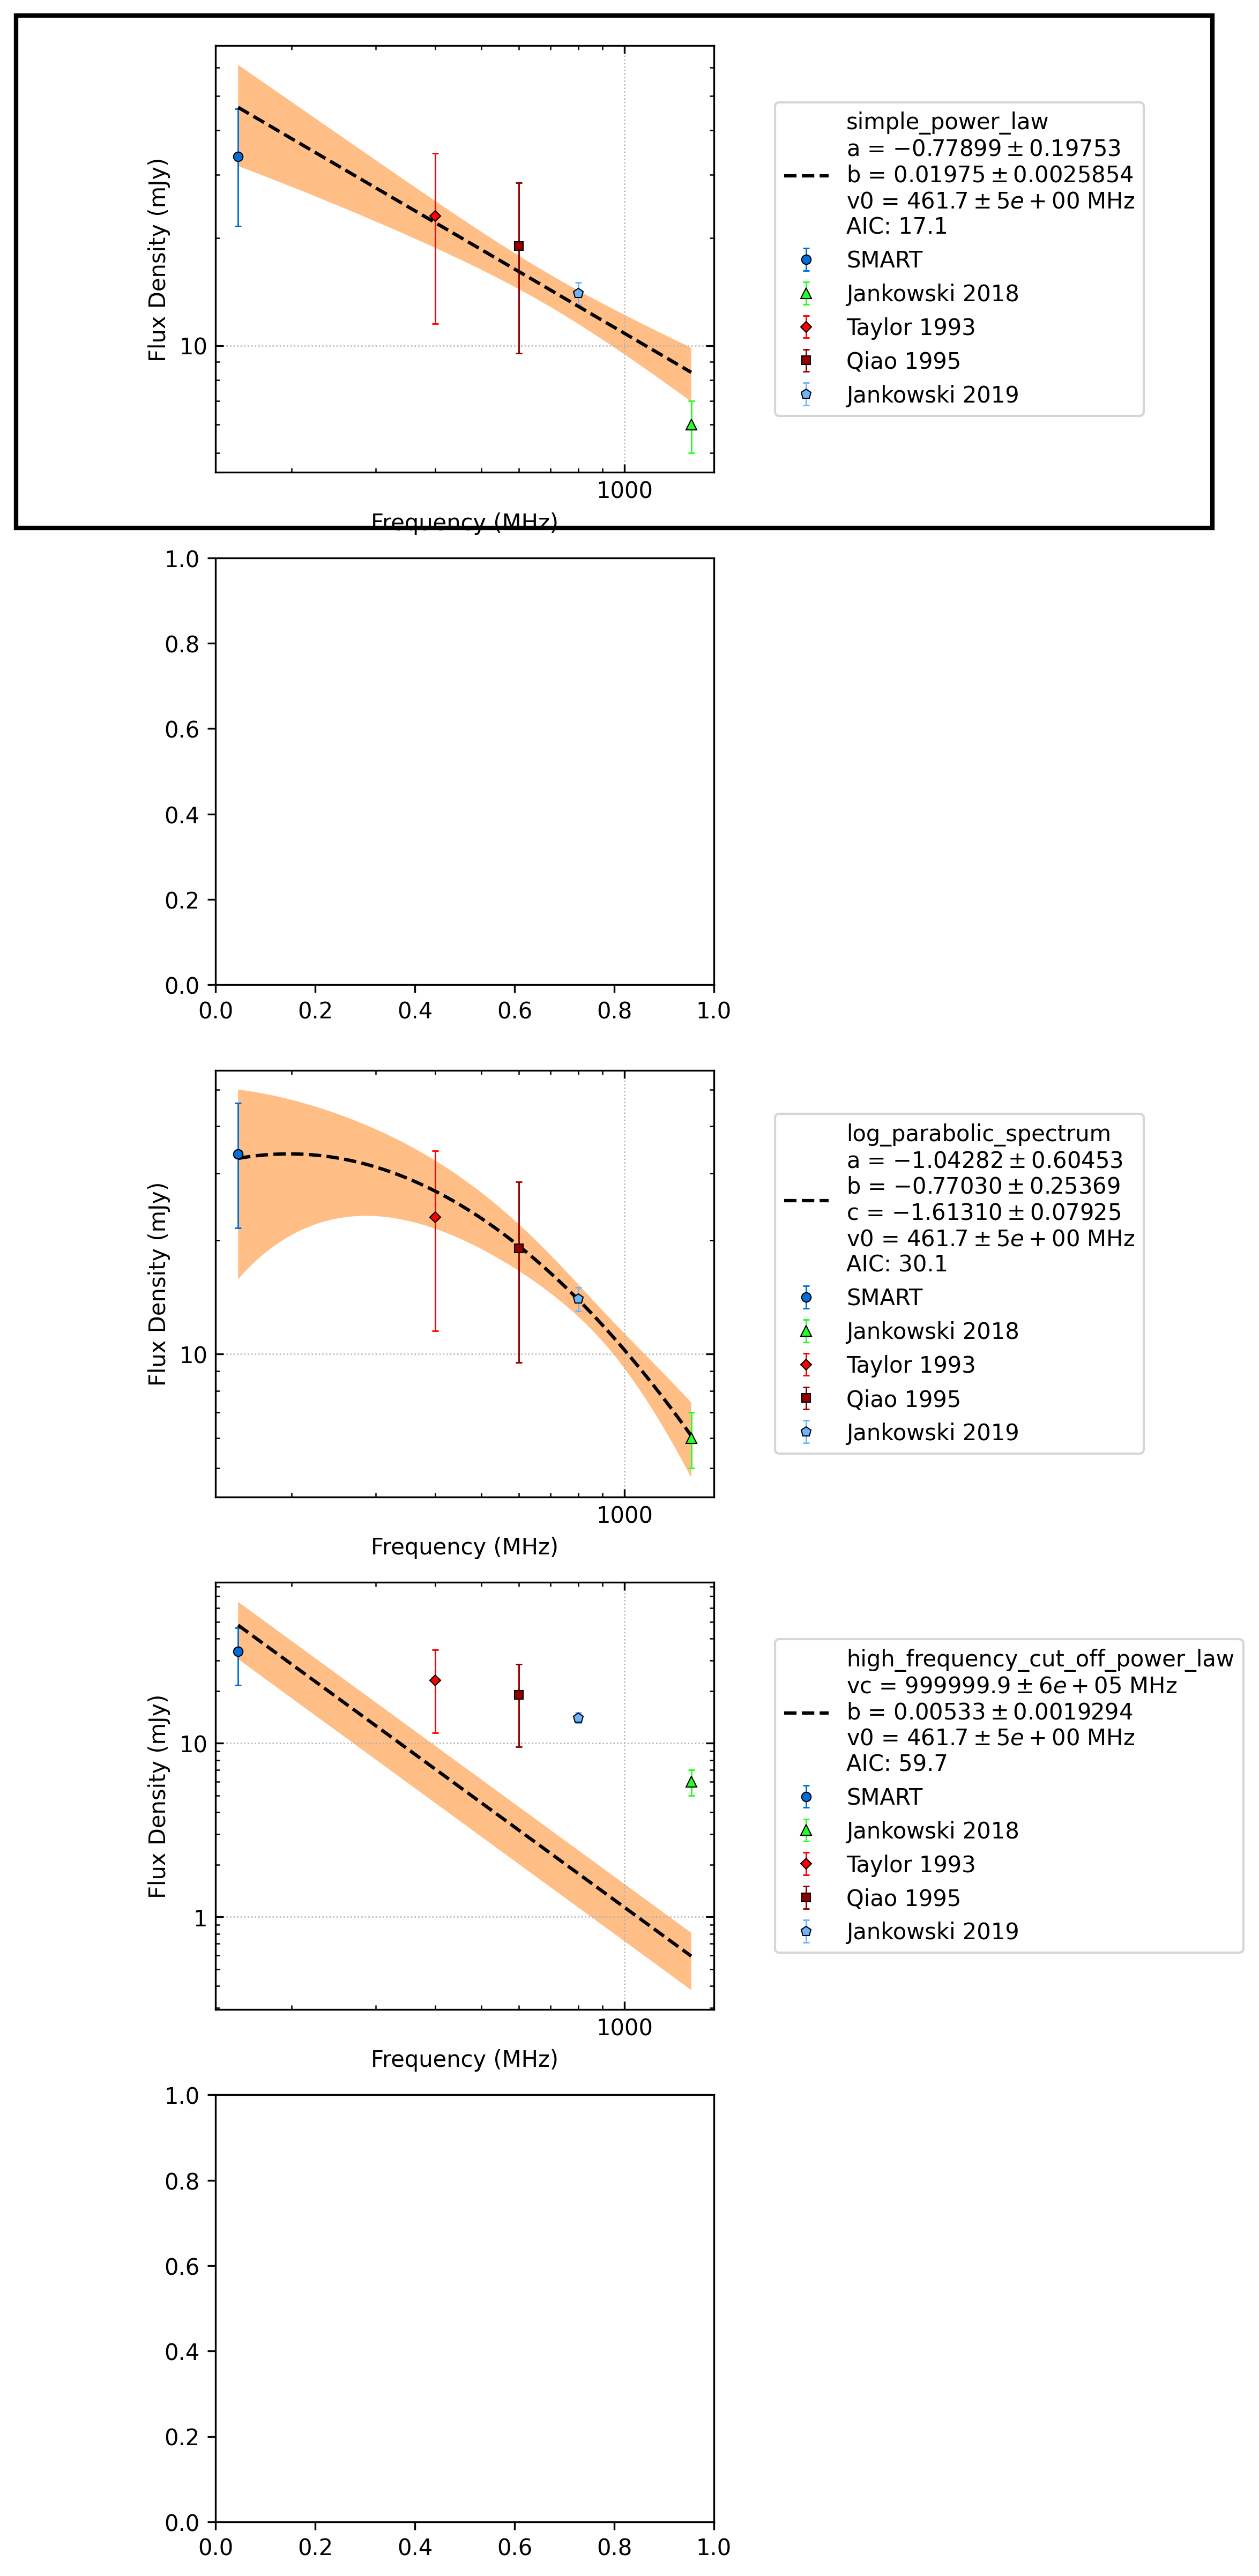 Flux Density (mJy)
10
1000
Frequency (MHz)
simple_power_law
a = −0.77899 ± 0.19753
b = 0.01975 ± 0.0025854
v0 = 461.7 ± 5e + 00 MHz
AIC: 17.1
SMART
Jankowski 2018
Taylor 1993
Qiao 1995
Jankowski 2019
1.0
0.8
0.6
0.4
0.2
0.0
0.0 0.2 0.4 0.6 0.8 1.0
Flux Density (mJy)
10
1000
Frequency (MHz)
log_parabolic_spectrum
a = −1.04282 ± 0.60453
b = −0.77030 ± 0.25369
c = −1.61310 ± 0.07925
v0 = 461.7 ± 5e + 00 MHz
AIC: 30.1
SMART
Jankowski 2018
Taylor 1993
Qiao 1995
Jankowski 2019
Flux Density (mJy)
10
1
1000
Frequency (MHz)
high_frequency_cut_off_power_law
vc = 999999.9 ± 6e + 05 MHz
b = 0.00533 ± 0.0019294
v0 = 461.7 ± 5e + 00 MHz
AIC: 59.7
SMART
Jankowski 2018
Taylor 1993
Qiao 1995
Jankowski 2019
1.0
0.8
0.6
0.4
0.2
0.0
0.0 0.2 0.4 0.6 0.8 1.0